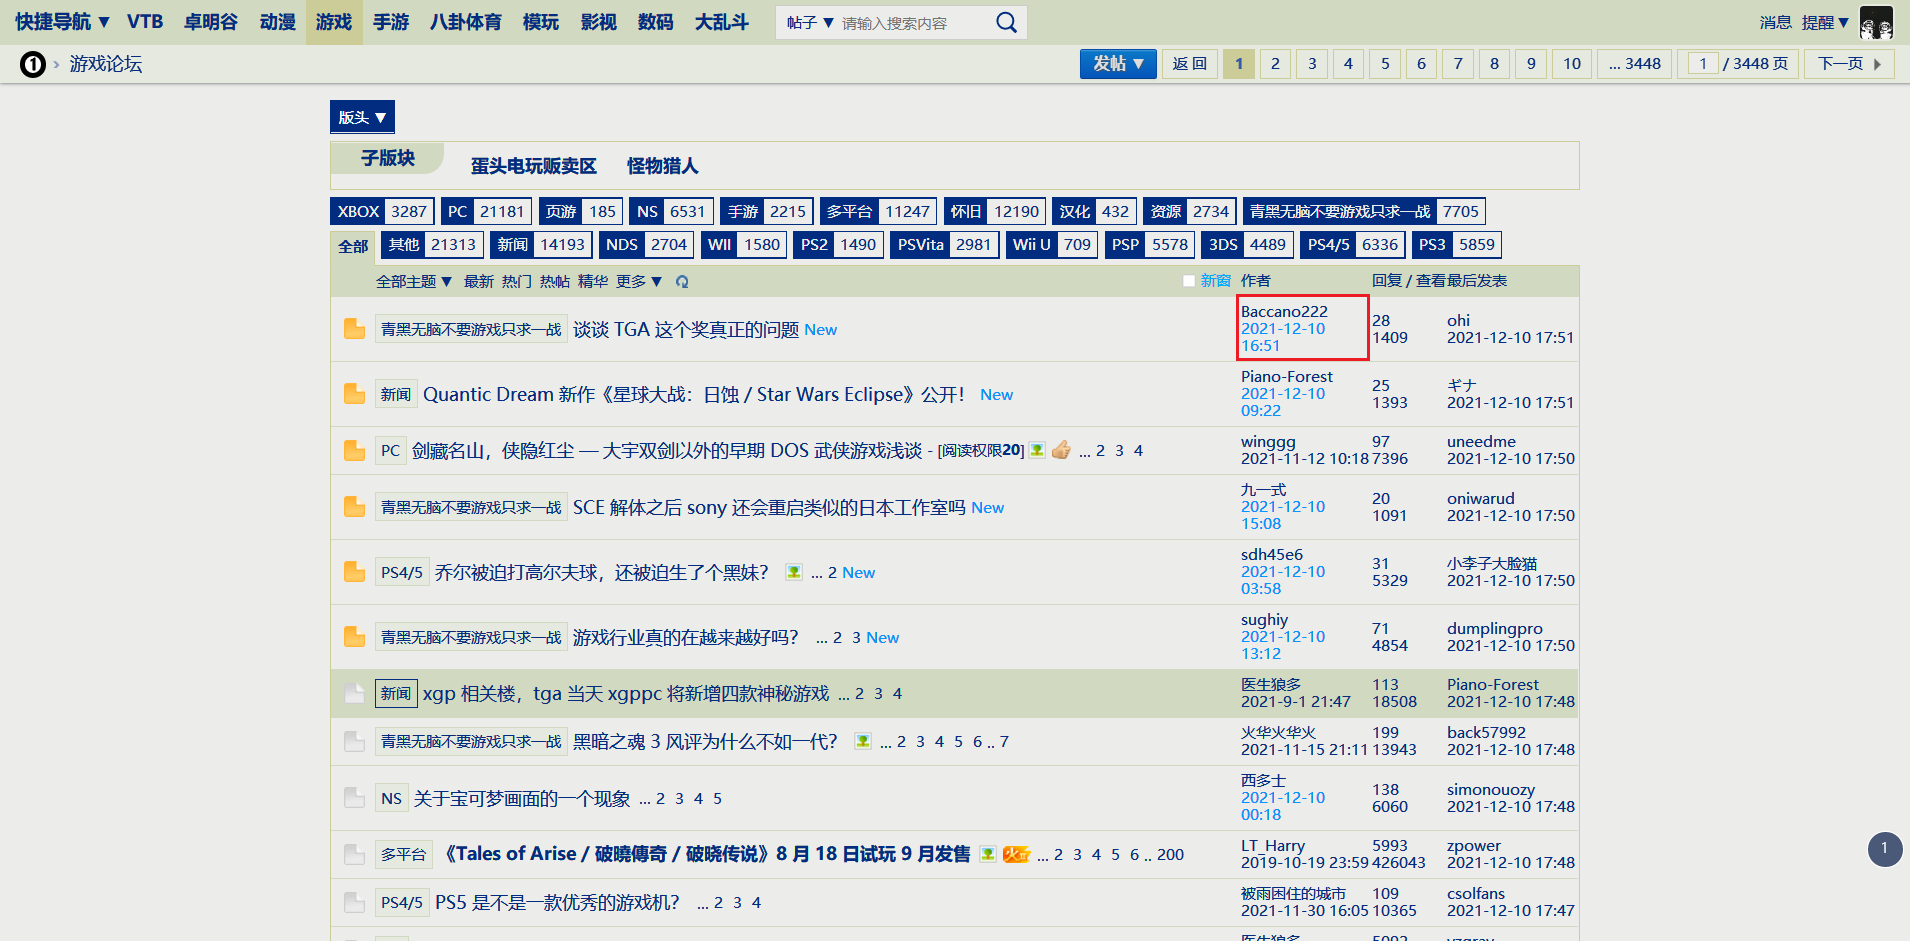 快捷导航 ▼ VTB 卓明谷 动漫 游戏 手游 八卦体育 模玩 影视 数码 大乱斗 帖子 ▼ 请输入搜索内容 消息 提醒 ▼
1 › 游戏论坛 发帖 ▼ 返 回 1 2 3 4 5 6 7 8 9 10 ... 3448 1 / 3448 页 下一页
版头 ▼
子版块 蛋头电玩贩卖区 怪物猎人
XBOX 3287 PC 21181 页游 185 NS 6531 手游 2215 多平台 11247 怀旧 12190 汉化 432 资源 2734 青黑无脑不要游戏只求一战 7705
全部 其他 21313 新闻 14193 NDS 2704 WII 1580 PS2 1490 PSVita 2981 Wii U 709 PSP 5578 3DS 4489 PS4/5 6336 PS3 5859
全部主题 ▼ 最新 热门 热帖 精华 更多 ▼ 新窗 作者 回复 / 查看 最后发表
青黑无脑不要游戏只求一战 谈谈 TGA 这个奖真正的问题 New
Baccano222
2021-12-10
16:51
28
1409
ohi
2021-12-10 17:51
新闻 Quantic Dream 新作《星球大战：日蚀 / Star Wars Eclipse》公开！ New
Piano-Forest
2021-12-10
09:22
25
1393
ギナ
2021-12-10 17:51
PC 剑藏名山，侠隐红尘 — 大宇双剑以外的早期 DOS 武侠游戏浅谈 - [阅读权限20] ... 2 3 4
winggg
2021-11-12 10:18
97
7396
uneedme
2021-12-10 17:50
青黑无脑不要游戏只求一战 SCE 解体之后 sony 还会重启类似的日本工作室吗 New
九一式
2021-12-10
15:08
20
1091
oniwarud
2021-12-10 17:50
PS4/5 乔尔被迫打高尔夫球，还被迫生了个黑妹？ ... 2 New
sdh45e6
2021-12-10
03:58
31
5329
小李子大脸猫
2021-12-10 17:50
青黑无脑不要游戏只求一战 游戏行业真的在越来越好吗？ ... 2 3 New
sughiy
2021-12-10
13:12
71
4854
dumplingpro
2021-12-10 17:50
新闻 xgp 相关楼，tga 当天 xgppc 将新增四款神秘游戏 ... 2 3 4
医生狼多
2021-9-1 21:47
113
18508
Piano-Forest
2021-12-10 17:48
青黑无脑不要游戏只求一战 黑暗之魂 3 风评为什么不如一代？ ... 2 3 4 5 6 .. 7
火华火华火
2021-11-15 21:11
199
13943
back57992
2021-12-10 17:48
NS 关于宝可梦画面的一个现象 ... 2 3 4 5
西多士
2021-12-10
00:18
138
6060
simonouozy
2021-12-10 17:48
多平台 《Tales of Arise / 破曉傳奇 / 破晓传说》8 月 18 日试玩 9 月发售 火 ... 2 3 4 5 6 .. 200
LT_Harry
2019-10-19 23:59
5993
426043
zpower
2021-12-10 17:48
1
PS4/5 PS5 是不是一款优秀的游戏机？ ... 2 3 4
被雨困住的城市
2021-11-30 16:05
109
10365
csolfans
2021-12-10 17:47